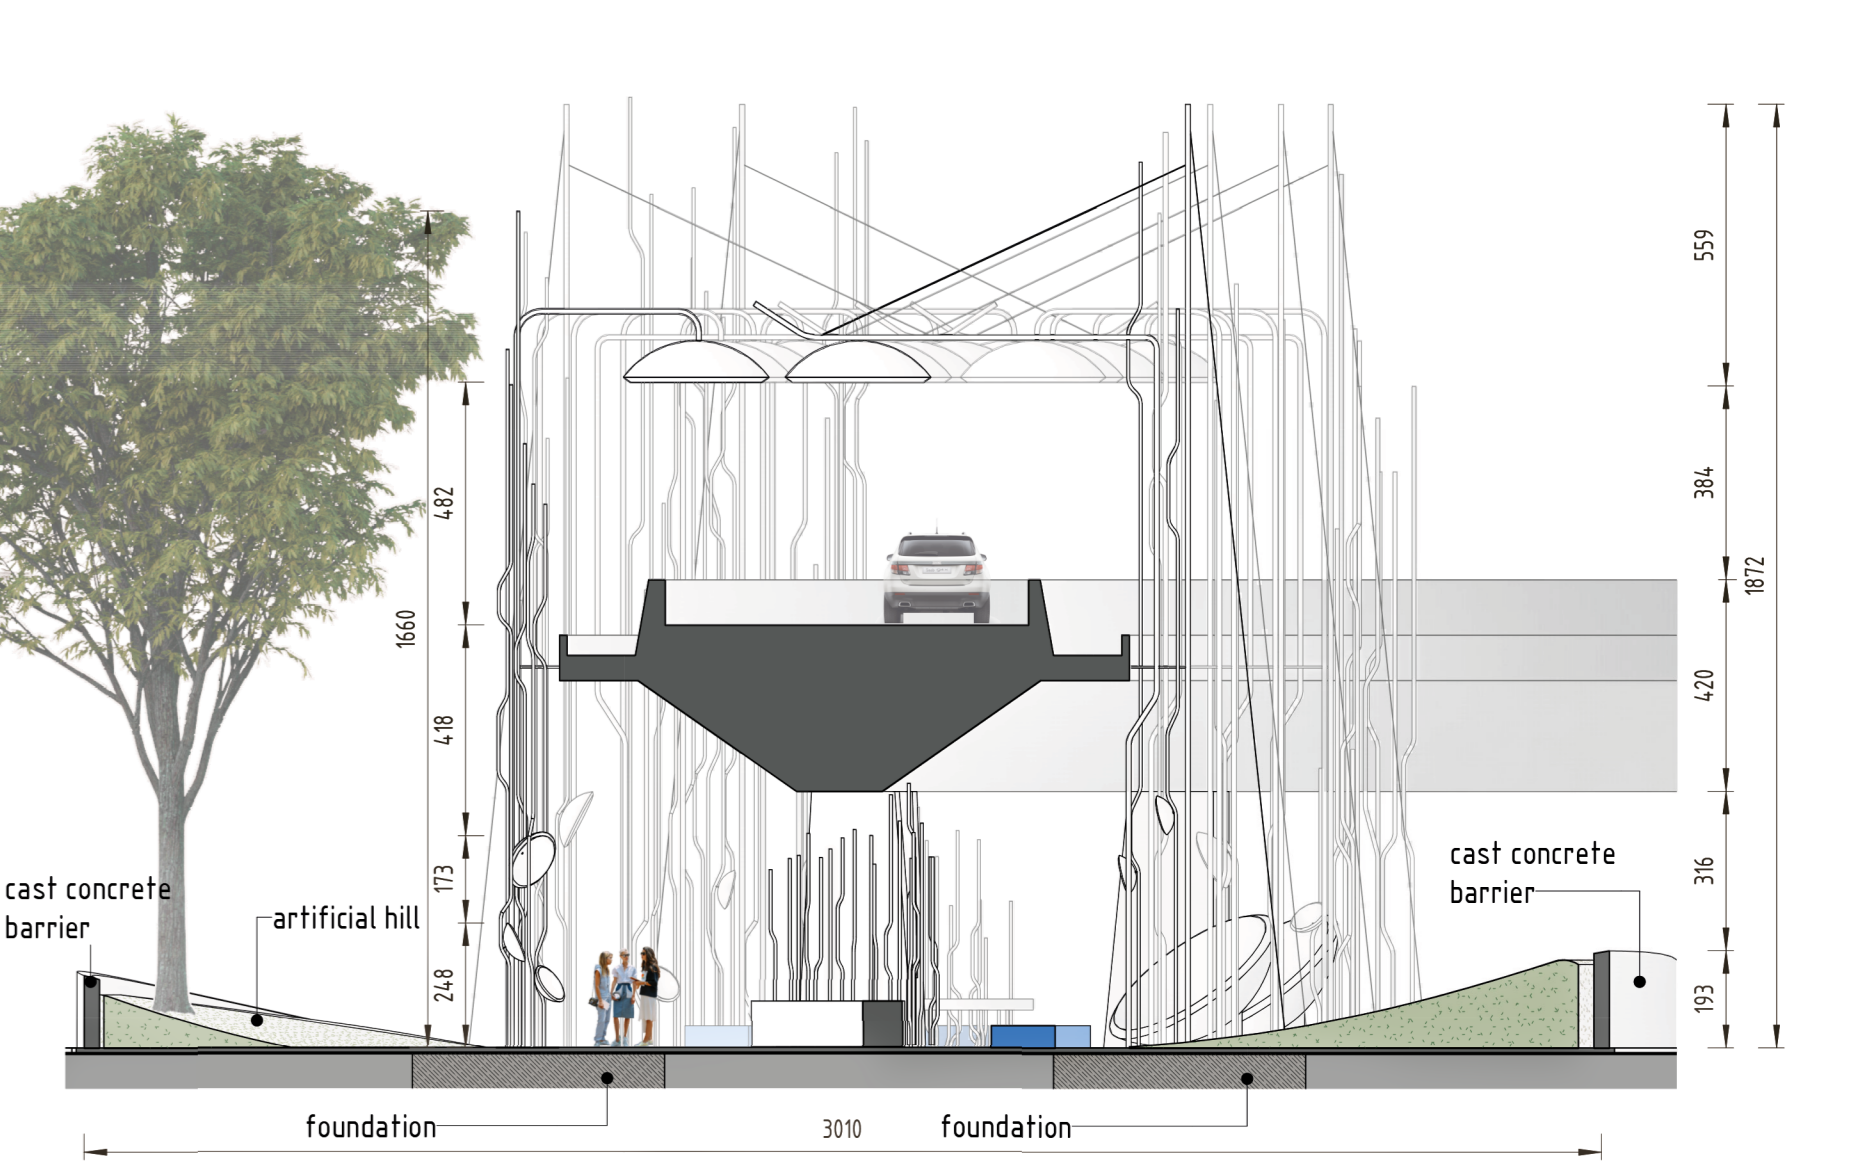 559
384
482
1872
1660
420
418
316
173
248
193
cast concrete
barrier
cast concrete
barrier
artificial hill
foundation
3010
foundation